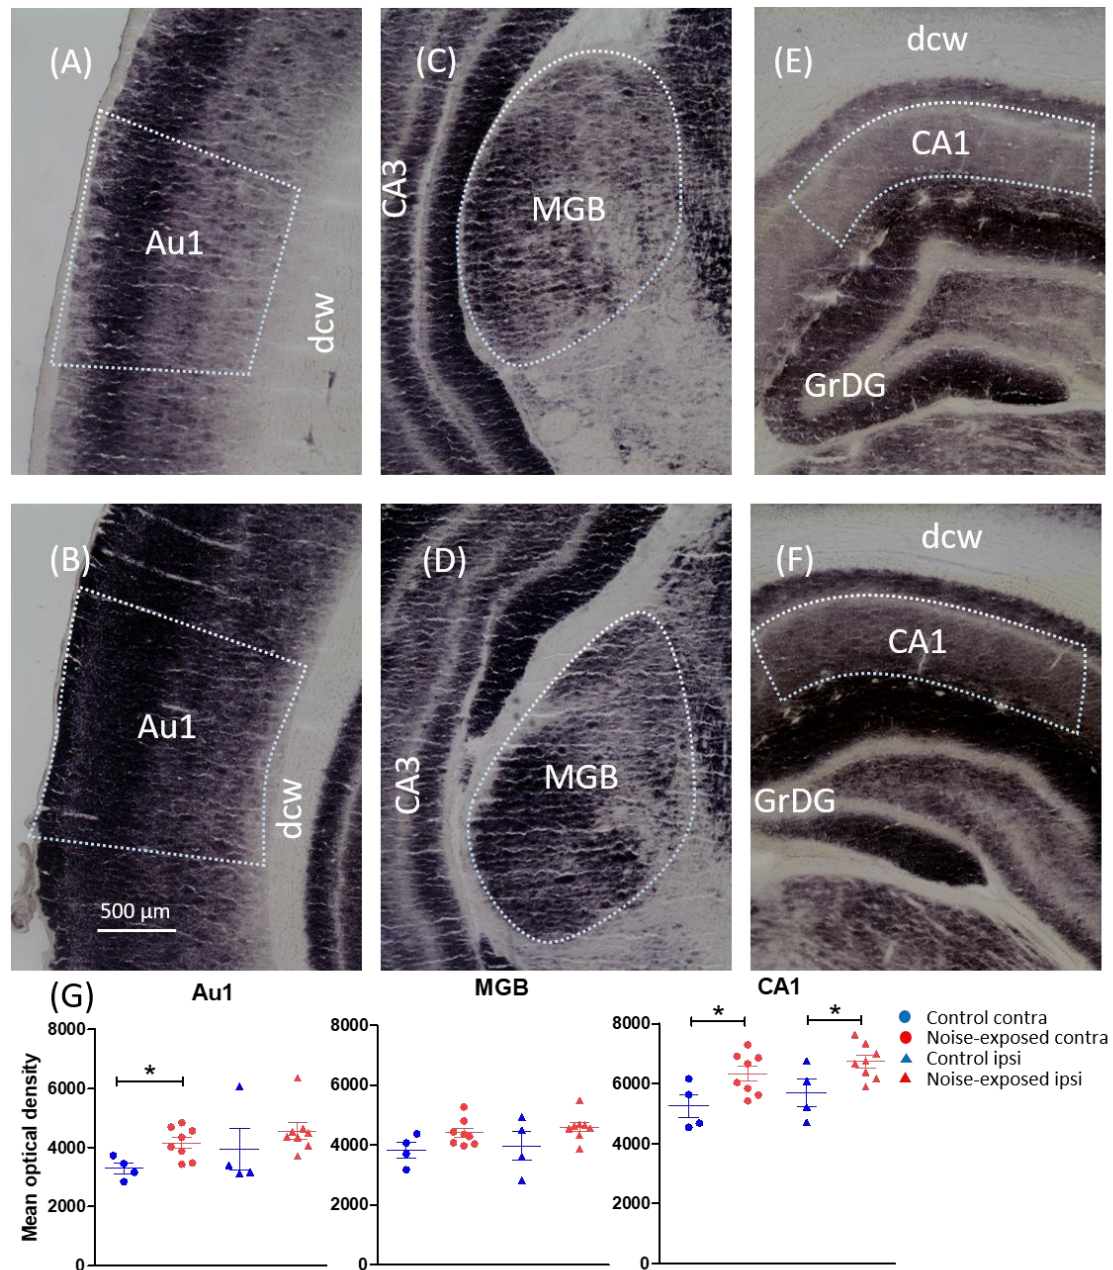 (A)
Au1
dcw
(C)
CA3
MGB
(E)
dcw
CA1
GrDG
(B)
Au1
dcw
500 μm
(D)
CA3
MGB
(F)
dcw
CA1
GrDG
(G)
Au1
MGB
CA1
Mean optical density
8000
6000
4000
2000
0
*
8000
6000
4000
2000
0
8000
6000
4000
2000
0
*
*
Control contra
Noise-exposed contra
Control ipsi
Noise-exposed ipsi